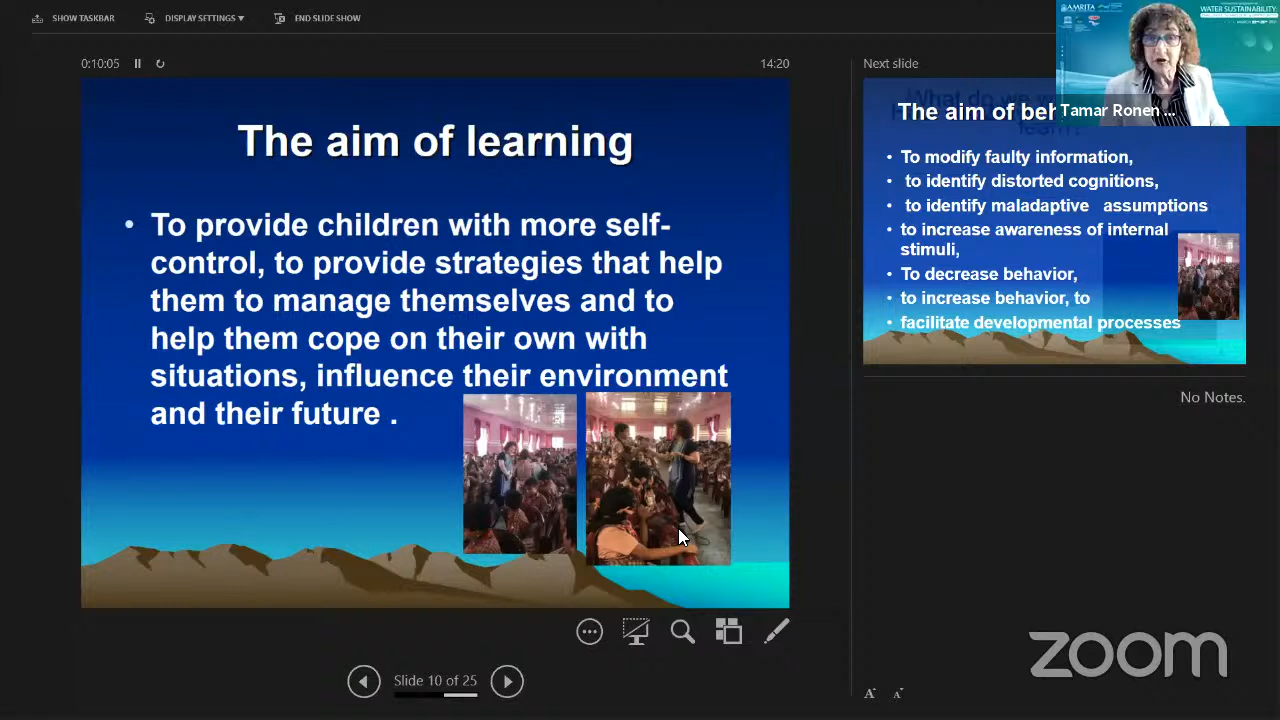 SHOW TASKBAR
DISPLAY SETTINGS ▼
END SLIDE SHOW
0:10:05
14:20
The aim of learning
• To provide children with more self-
control, to provide strategies that help
them to manage themselves and to
help them cope on their own with
situations, influence their environment
and their future .
Slide 10 of 25
Next slide
The aim of beh
• To modify faulty information,
• to identify distorted cognitions,
• to identify maladaptive assumptions
• to increase awareness of internal
stimuli,
• To decrease behavior,
• to increase behavior, to
• facilitate developmental processes
No Notes.
A A
AMRITA
WATER SUSTAINABILITY:
Tamar Ronen ...
zoom